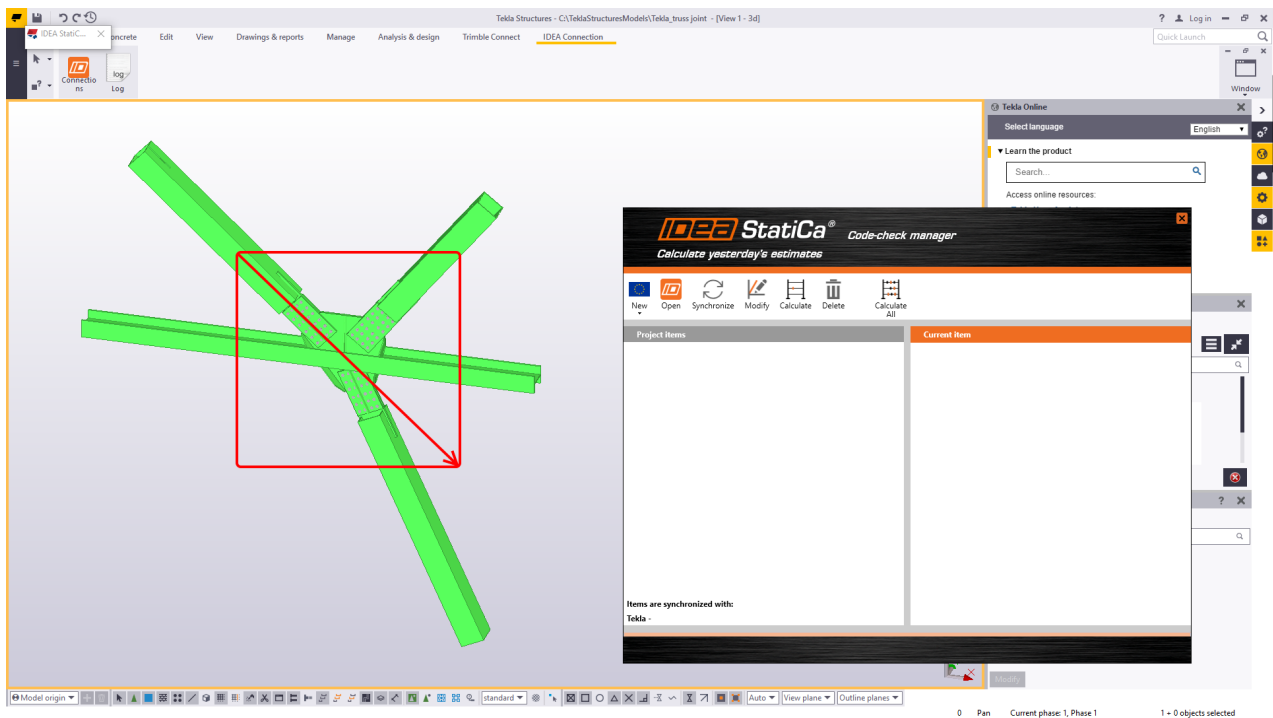 Tekla Structures - C:\TeklaStructuresModels\Tekla_truss joint - [View 1 - 3d]
? Login
IDEA StatiC...
oncrete Edit View Drawings & reports Manage Analysis & design Trimble Connect IDEA Connection
Quick Launch
Connectio
ns
log
Log
Window
Tekla Online
Select language English
Learn the product
Search...
Access online resources:
IDEA StatiCa® Code-check manager
Calculate yesterday's estimates
New Open Synchronize Modify Calculate Delete Calculate
All
Project items Current item
Items are synchronized with:
Tekla -
Modify
Model origin standard Auto View plane Outline planes
0 Pan Current phase: 1, Phase 1 1 + 0 objects selected